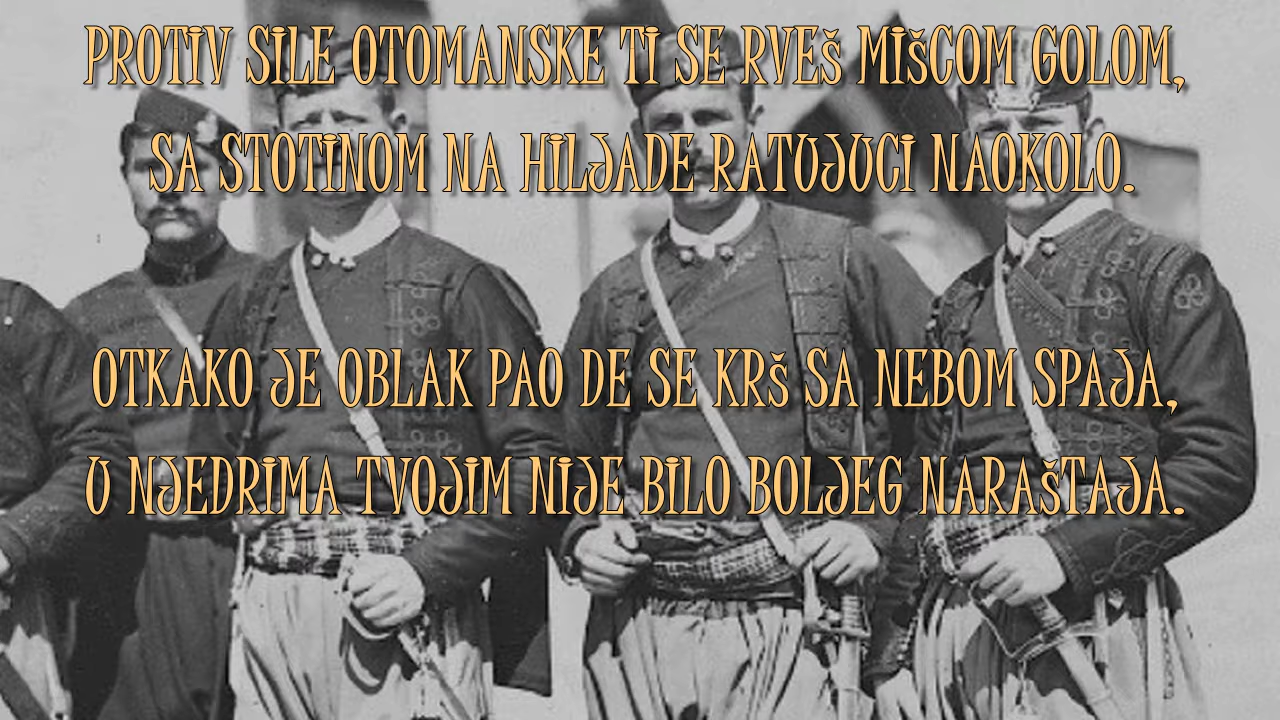 PROTIV SILE OTOMANSKE TI SE RVEŠ MIŠCOM GOLOM,
SA STOTINOM NA HILJADE RATUJUCI NAOKOLO.
OTKAKO JE OBLAK PAO DE SE KRŠ SA NEBOM SPAJA,
U NJEDRIMA TVOJIM NIJE BILO BOLJEG NARAŠTAJA.